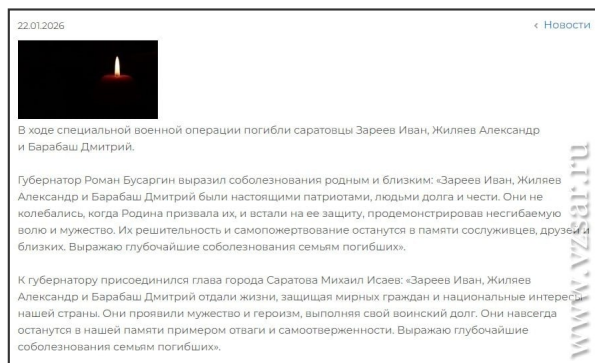 22.01.2026
‹ Новости
В ходе специальной военной операции погибли саратовцы Зареев Иван, Жиляев Александр
и Барабаш Дмитрий.
Губернатор Роман Бусаргин выразил соболезнования родным и близким: «Зареев Иван, Жиляев
Александр и Барабаш Дмитрий были настоящими патриотами, людьми долга и чести. Они не
колебались, когда Родина призвала их, и встали на ее защиту, продемонстрировав несгибаемую
волю и мужество. Их решительность и самопожертвование останутся в памяти сослуживцев, друзей и
близких. Выражаю глубочайшие соболезнования семьям погибших».
К губернатору присоединился глава города Саратова Михаил Исаев: «Зареев Иван, Жиляев
Александр и Барабаш Дмитрий отдали жизни, защищая мирных граждан и национальные интересы
нашей страны. Они проявили мужество и героизм, выполняя свой воинский долг. Они навсегда
останутся в нашей памяти примером отваги и самоотверженности. Выражаю глубочайшие
соболезнования семьям погибших».
www.vzsar.ru